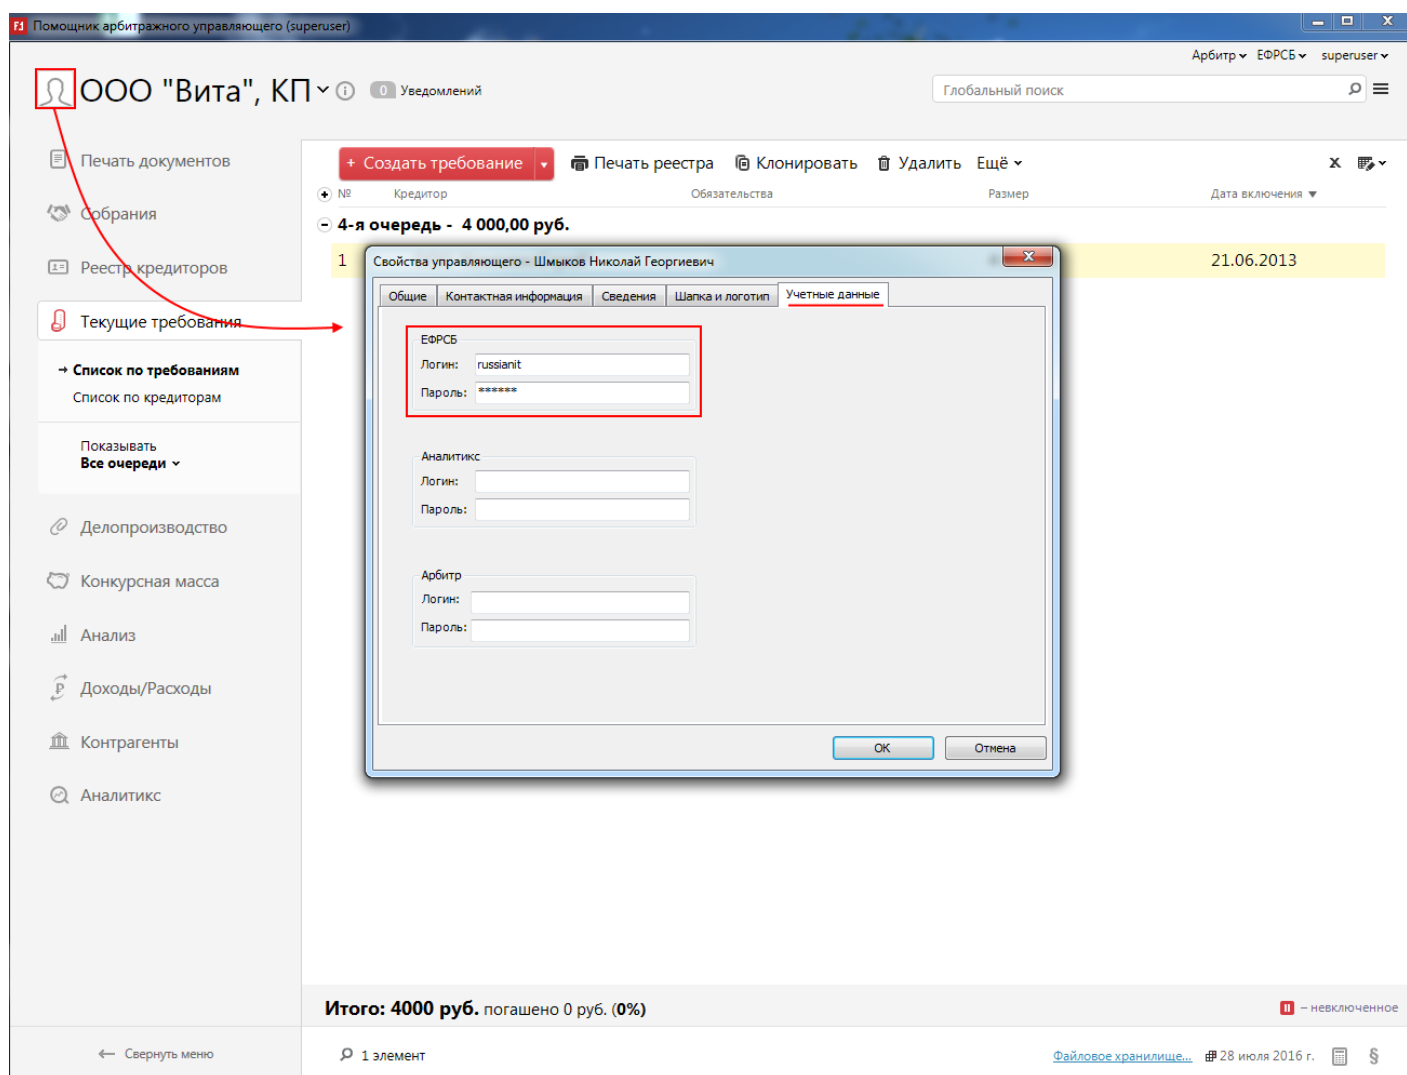 Помощник арбитражного управляющего (superuser)
Арбитр ЕФРСБ superuser
ООО "Вита", КП
0 Уведомлений
Глобальный поиск
Печать документов
Собрания
Реестр кредиторов
Текущие требования
→ Список по требованиям
Список по кредиторам
Показывать
Все очереди
Делопроизводство
Конкурсная масса
Анализ
Доходы/Расходы
Контрагенты
Аналитикс
← Свернуть меню
+ Создать требование Печать реестра Клонировать Удалить Ещё
№ Кредитор Обязательства Размер Дата включения
4-я очередь - 4 000,00 руб.
1 21.06.2013
Свойства управляющего - Шмыков Николай Георгиевич
Общие Контактная информация Сведения Шапка и логотип Учетные данные
ЕФРСБ
Логин: russianit
Пароль: ******
Аналитикс
Логин:
Пароль:
Арбитр
Логин:
Пароль:
ОК Отмена
Итого: 4000 руб. погашено 0 руб. (0%)
– невключенное
1 элемент
Файловое хранилище... 28 июля 2016 г. §